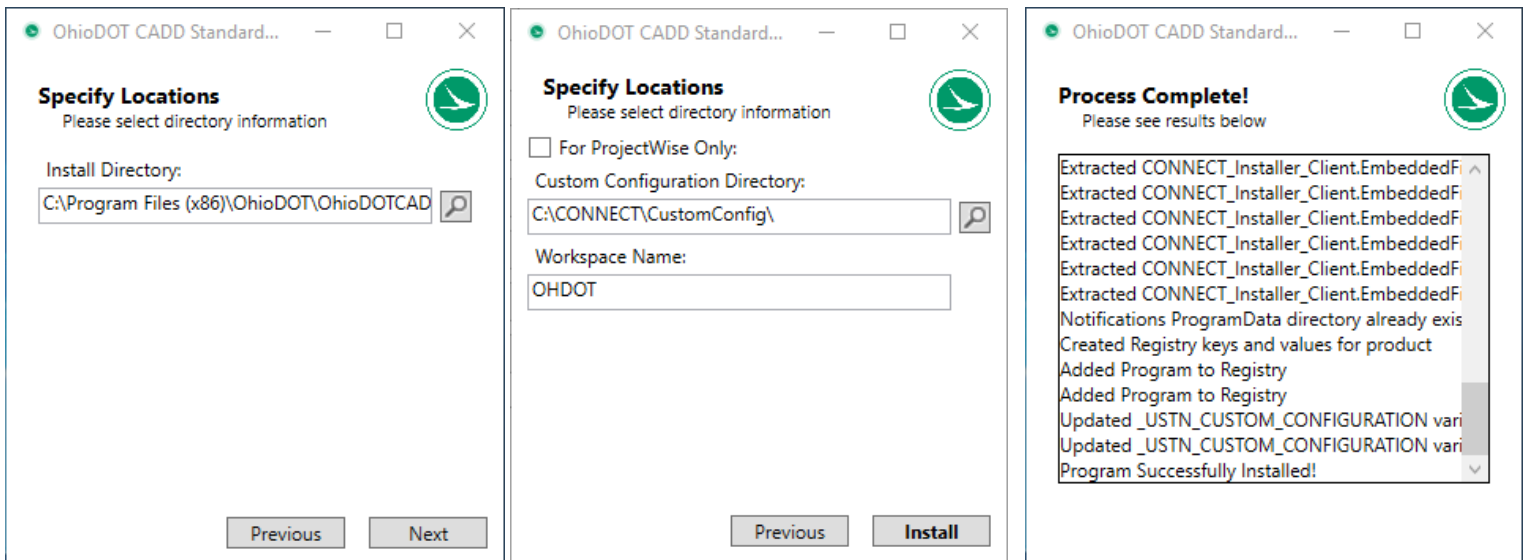 OhioDOT CADD Standard...
Specify Locations
Please select directory information
Install Directory:
C:\Program Files (x86)\OhioDOT\OhioDOTCAD
Previous
Next
OhioDOT CADD Standard...
Specify Locations
Please select directory information
For ProjectWise Only:
Custom Configuration Directory:
C:\CONNECT\CustomConfig\
Workspace Name:
OHDOT
Previous
Install
OhioDOT CADD Standard...
Process Complete!
Please see results below
Extracted CONNECT_Installer_Client.EmbeddedFi
Extracted CONNECT_Installer_Client.EmbeddedFi
Extracted CONNECT_Installer_Client.EmbeddedFi
Extracted CONNECT_Installer_Client.EmbeddedFi
Extracted CONNECT_Installer_Client.EmbeddedFi
Extracted CONNECT_Installer_Client.EmbeddedFi
Notifications ProgramData directory already exis
Created Registry keys and values for product
Added Program to Registry
Added Program to Registry
Updated _USTN_CUSTOM_CONFIGURATION vari
Updated _USTN_CUSTOM_CONFIGURATION vari
Program Successfully Installed!